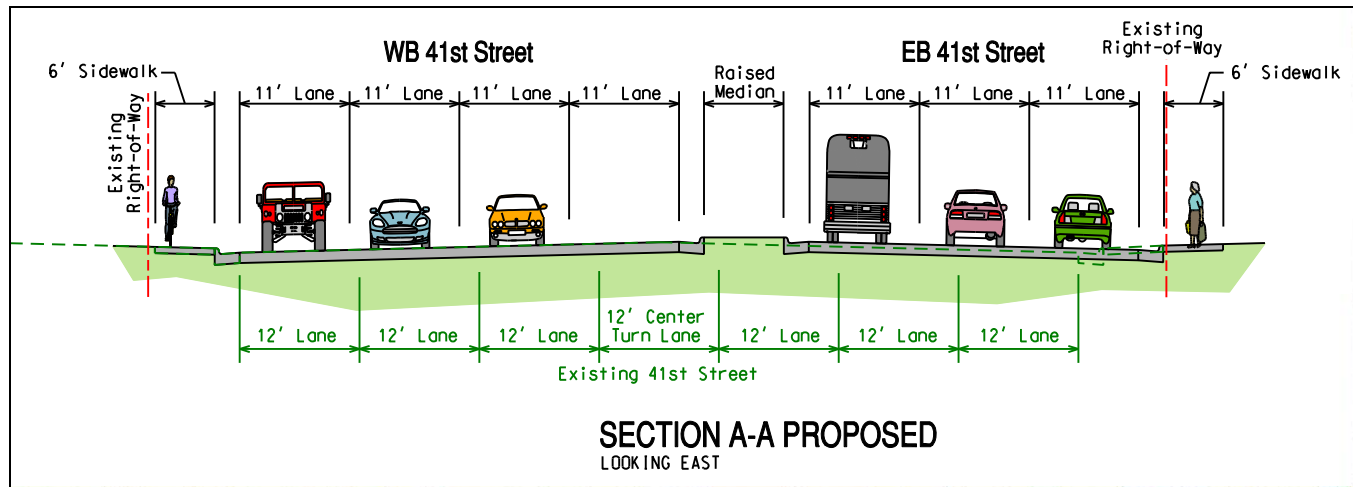 WB 41st Street
EB 41st Street
Existing
Right-of-Way
6' Sidewalk
Raised
Median
6' Sidewalk
11' Lane
11' Lane
11' Lane
11' Lane
11' Lane
11' Lane
11' Lane
Existing
Right-of-Way
12' Lane
12' Lane
12' Lane
12' Center
Turn Lane
12' Lane
12' Lane
12' Lane
Existing 41st Street
SECTION A-A PROPOSED
LOOKING EAST